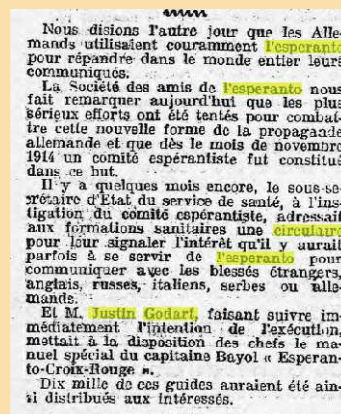 Nous disions l'autre jour que les Alle-
mands utilisaient couramment l'esperanto
pour répandre dans le monde entier leurs
communiqués.
La Société des amis de l'esperanto nous
fait remarquer aujourd'hui que les plus
sérieux efforts ont été tentés pour combat-
tre cette nouvelle forme de la propagande
allemande et que dès le mois de novembre
1914 un comité espérantiste fut constitué
dans ce but.
Il y a quelques mois encore, le sous-se-
crétaire d'Etat du service de santé, à l'ins-
tigation du comité espérantiste, adressait
aux formations sanitaires une circulaire
pour leur signaler l'intérêt qu'il y aurait
parfois à se servir de l'esperanto pour
communiquer avec les blessés étrangers,
anglais, russes, italiens, serbes ou alle-
mands.
Et M. Justin Godart, faisant suivre im-
médiatement l'intention de l'exécution,
mettait à la disposition des chefs le ma-
nuel spécial du capitaine Bayol « Esperan-
to-Croix-Rouge ».
Dix mille de ces guides auraient été ain-
si distribués aux intéressés.